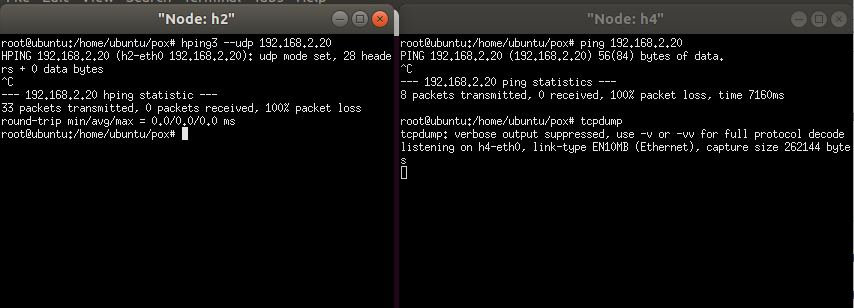 "Node: h2"
root@ubuntu:/home/ubuntu/pox# hping3 --udp 192.168.2.20
HPING 192.168.2.20 (h2-eth0 192.168.2.20): udp mode set, 28 heade
rs + 0 data bytes
^C
--- 192.168.2.20 hping statistic ---
33 packets transmitted, 0 packets received, 100% packet loss
round-trip min/avg/max = 0.0/0.0/0.0 ms
root@ubuntu:/home/ubuntu/pox#
"Node: h4"
root@ubuntu:/home/ubuntu/pox# ping 192.168.2.20
PING 192.168.2.20 (192.168.2.20) 56(84) bytes of data.
^C
--- 192.168.2.20 ping statistics ---
8 packets transmitted, 0 received, 100% packet loss, time 7160ms
root@ubuntu:/home/ubuntu/pox# tcpdump
tcpdump: verbose output suppressed, use -v or -vv for full protocol decode
listening on h4-eth0, link-type EN10MB (Ethernet), capture size 262144 byte
s